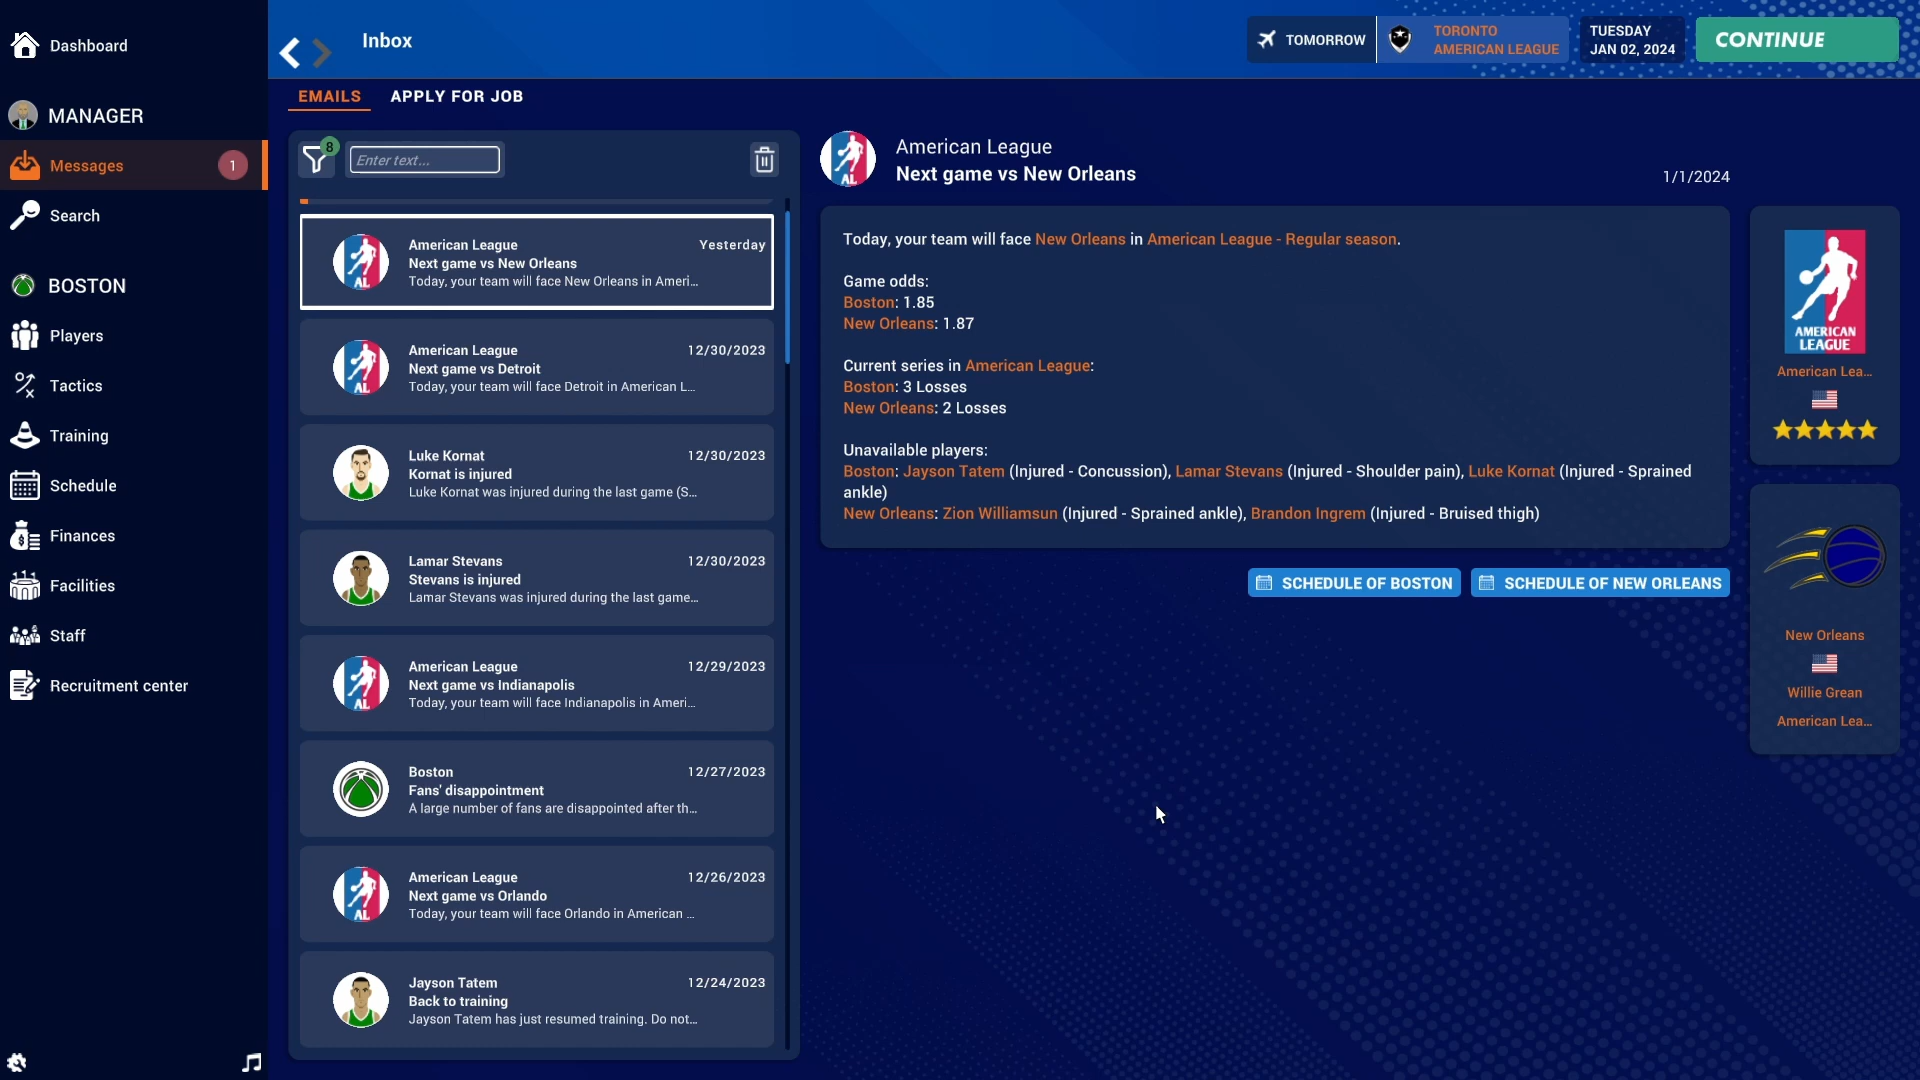 Dashboard
MANAGER
Messages
1
Search
BOSTON
Players
Tactics
Training
Schedule
Finances
Facilities
Staff
Recruitment center
Inbox
TOMORROW
TORONTO
AMERICAN LEAGUE
TUESDAY
JAN 02, 2024
CONTINUE
EMAILS
APPLY FOR JOB
8
Enter text...
American League
Yesterday
Next game vs New Orleans
Today, your team will face New Orleans in Ameri...
AL
American League
12/30/2023
Next game vs Detroit
Today, your team will face Detroit in American L...
AL
Luke Kornat
12/30/2023
Kornat is injured
Luke Kornat was injured during the last game (S...
Lamar Stevans
12/30/2023
Stevans is injured
Lamar Stevans was injured during the last game...
American League
12/29/2023
Next game vs Indianapolis
Today, your team will face Indianapolis in Ameri...
AL
Boston
12/27/2023
Fans' disappointment
A large number of fans are disappointed after th...
American League
12/26/2023
Next game vs Orlando
Today, your team will face Orlando in American ...
AL
Jayson Tatem
12/24/2023
Back to training
Jayson Tatem has just resumed training. Do not...
AL
American League
Next game vs New Orleans
1/1/2024
Today, your team will face New Orleans in American League - Regular season.
Game odds:
Boston: 1.85
New Orleans: 1.87
Current series in American League:
Boston: 3 Losses
New Orleans: 2 Losses
Unavailable players:
Boston: Jayson Tatem (Injured - Concussion), Lamar Stevans (Injured - Shoulder pain), Luke Kornat (Injured - Sprained
ankle)
New Orleans: Zion Williamsun (Injured - Sprained ankle), Brandon Ingrem (Injured - Bruised thigh)
SCHEDULE OF BOSTON
SCHEDULE OF NEW ORLEANS
AMERICAN
LEAGUE
American Lea...
New Orleans
Willie Grean
American Lea...